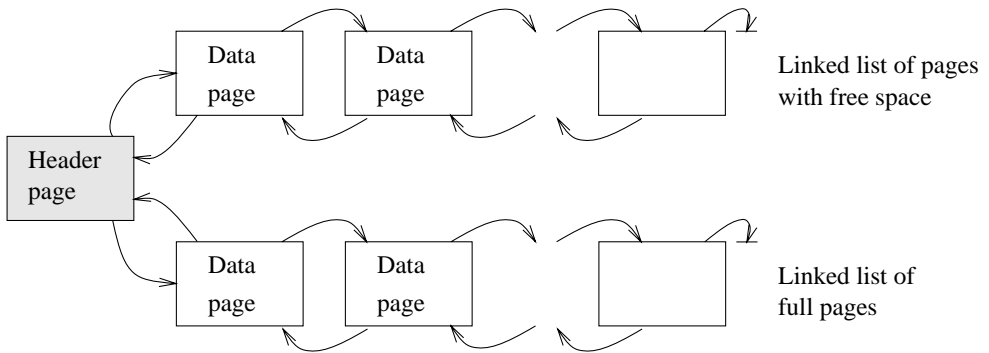 Data
page
Data
page
Linked list of pages
with free space
Header
page
Data
page
Data
page
Linked list of
full pages